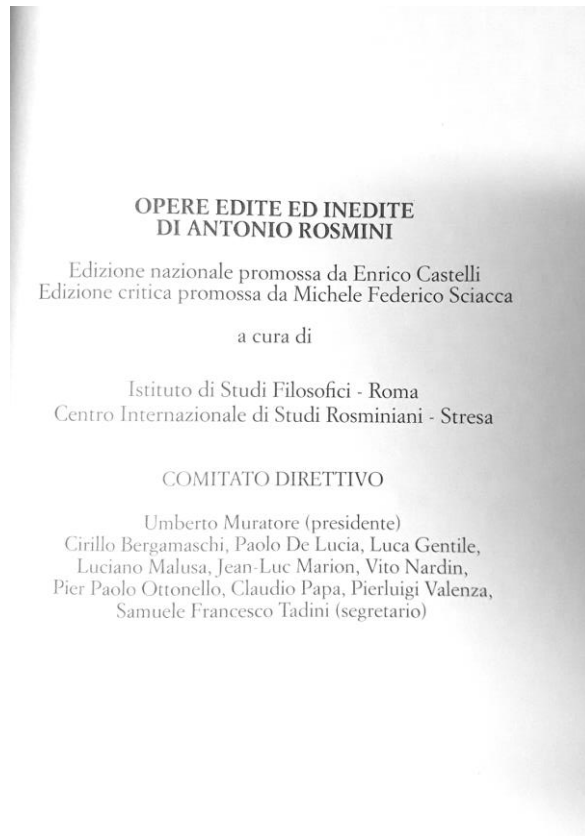 OPERE EDITE ED INEDITE
DI ANTONIO ROSMINI
Edizione nazionale promossa da Enrico Castelli
Edizione critica promossa da Michele Federico Sciacca
a cura di
Istituto di Studi Filosofici - Roma
Centro Internazionale di Studi Rosminiani - Stresa
COMITATO DIRETTIVO
Umberto Muratore (presidente)
Cirillo Bergamaschi, Paolo De Lucia, Luca Gentile,
Luciano Malusa, Jean-Luc Marion, Vito Nardin,
Pier Paolo Ottonello, Claudio Papa, Pierluigi Valenza,
Samuele Francesco Tadini (segretario)